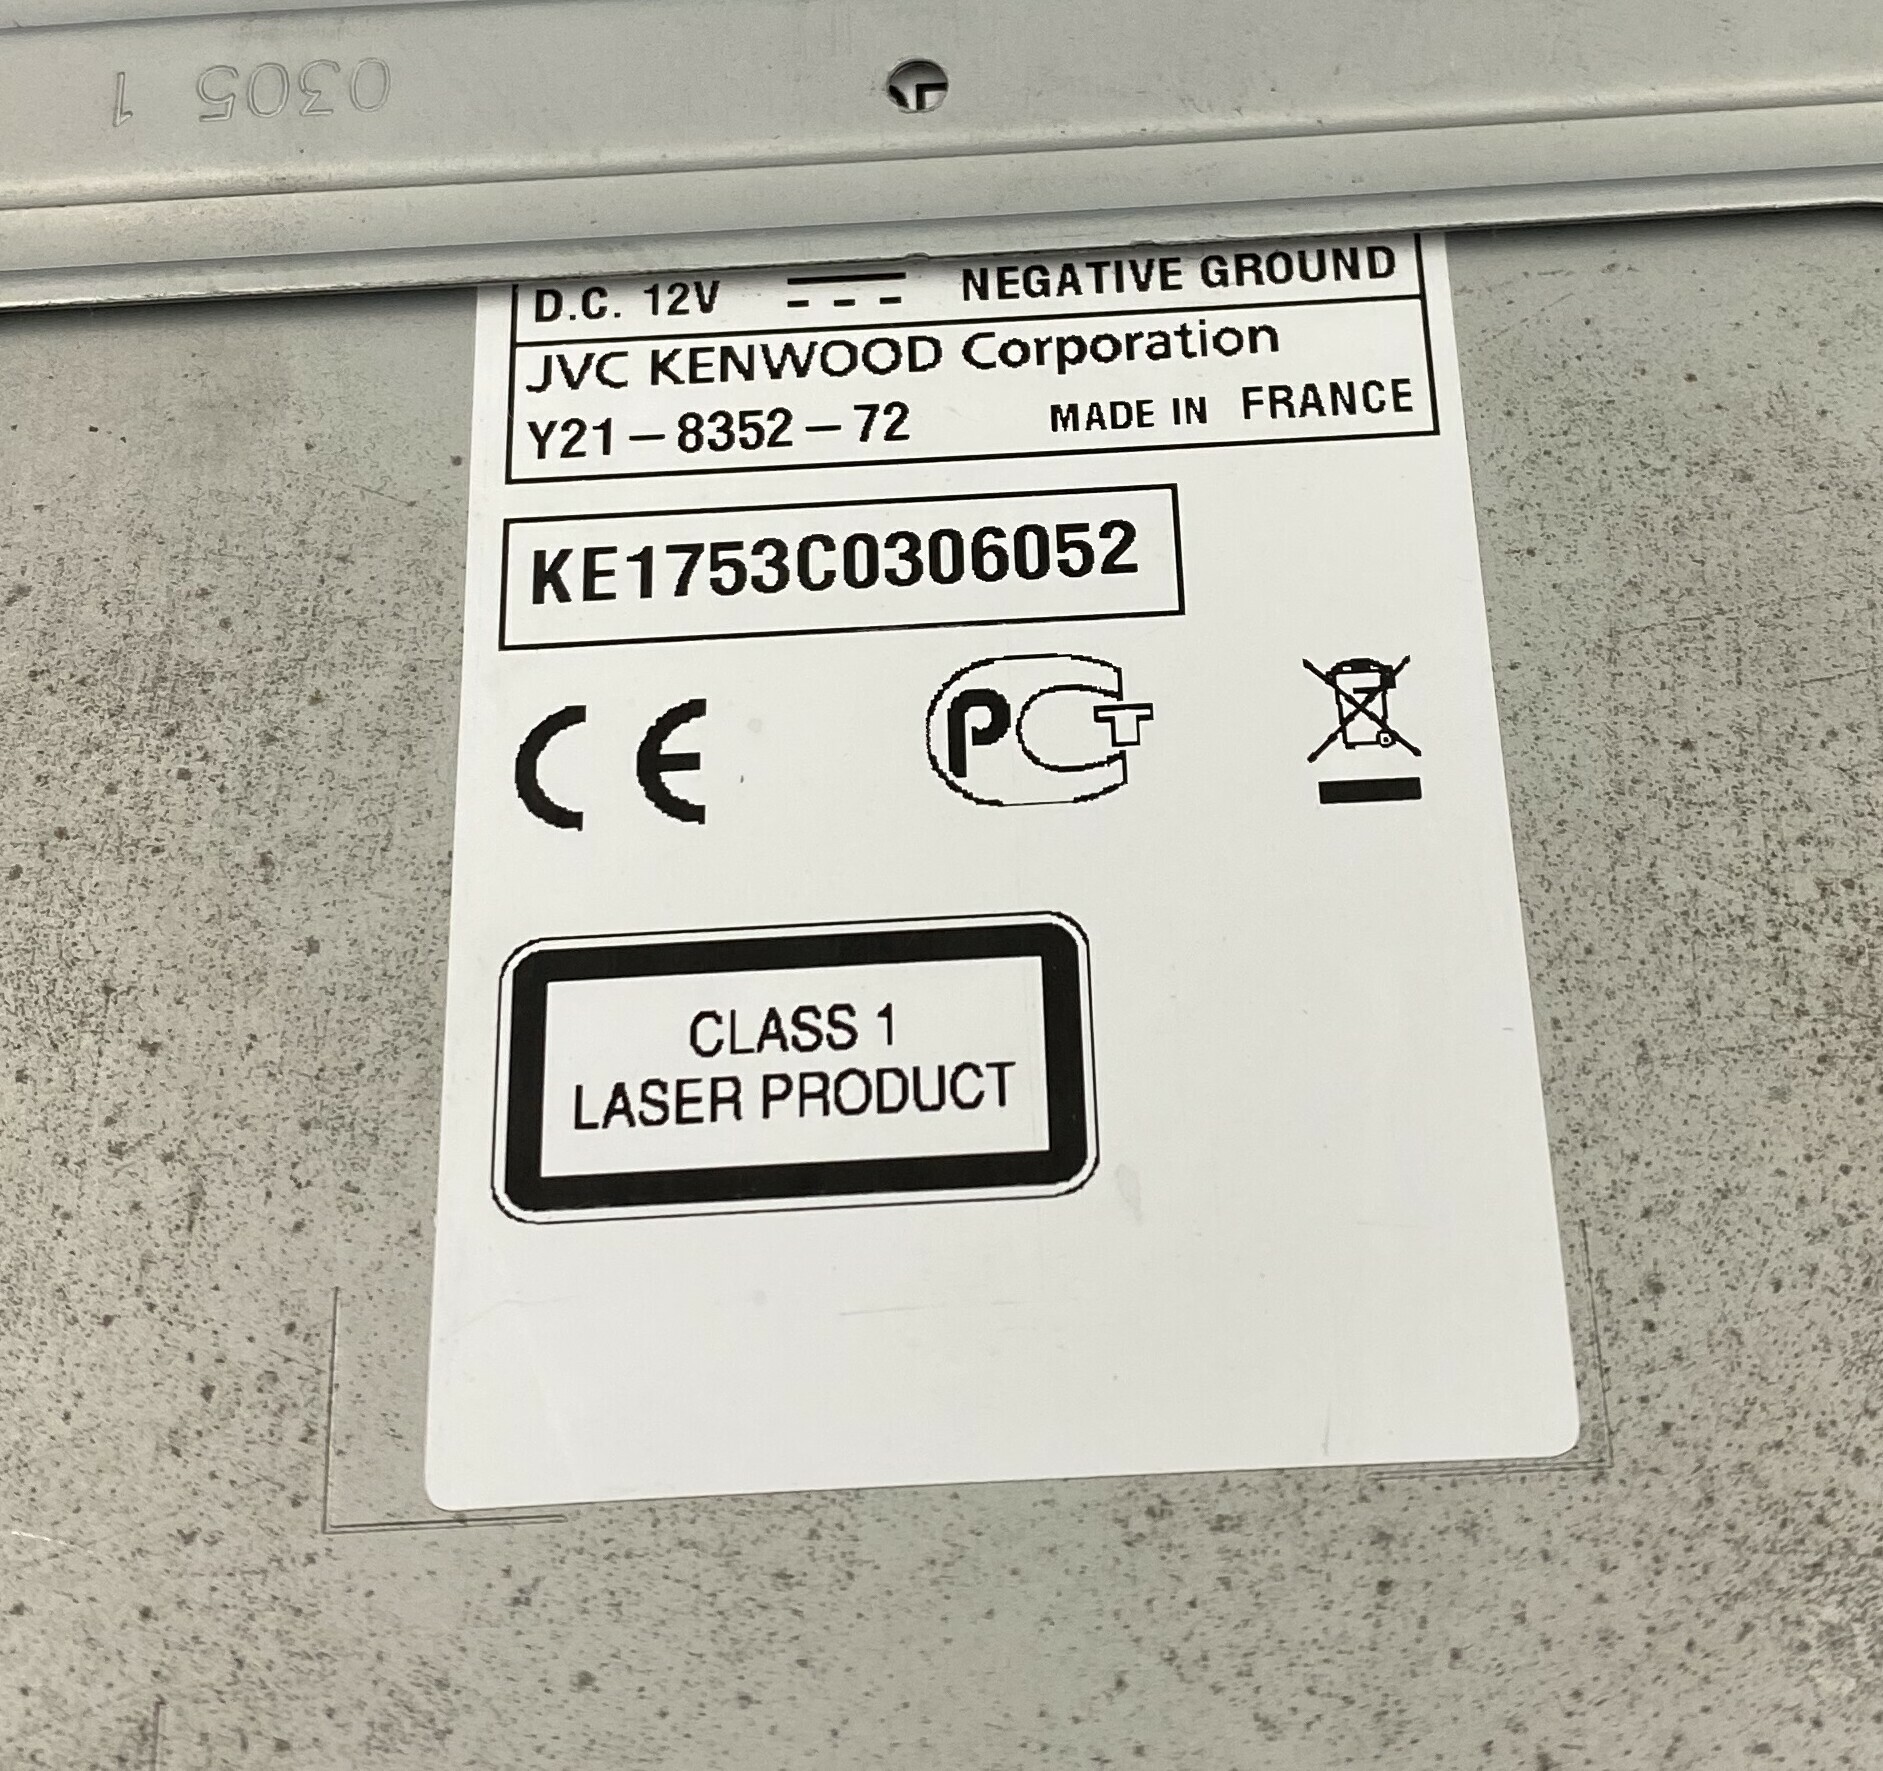 0305 1
D.C. 12V NEGATIVE GROUND
JVC KENWOOD Corporation
Y21-8352-72 MADE IN FRANCE
KE1753C0306052
CE
РСТ
CLASS 1
LASER PRODUCT